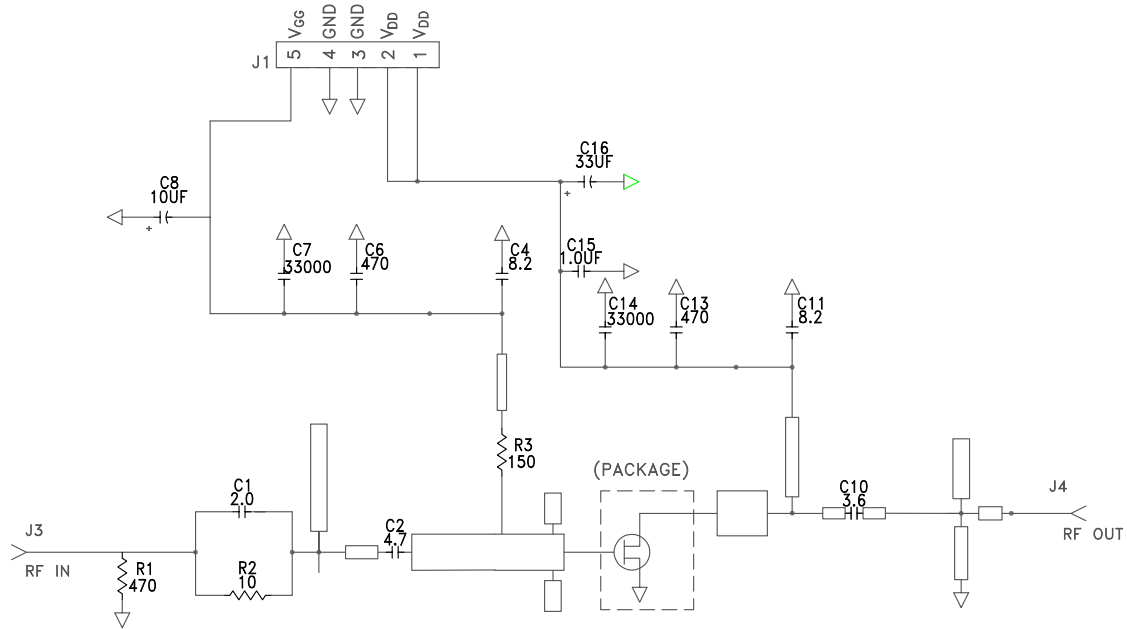 VGG
GND
GND
VDD
VDD
5
4
3
2
1
J1
C16
33UF
+
C8
10UF
+
C7
33000
C6
470
C4
8.2
C15
1.0UF
C14
33000
C13
470
C11
8.2
R3
150
(PACKAGE)
C1
2.0
C10
3.6
J4
RF OUT
J3
RF IN
C2
4.7
R1
470
R2
10